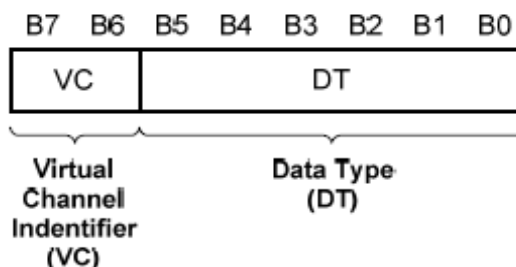 B7 B6 B5 B4 B3 B2 B1 B0
VC DT
Virtual Channel Indentifier (VC)
Data Type (DT)